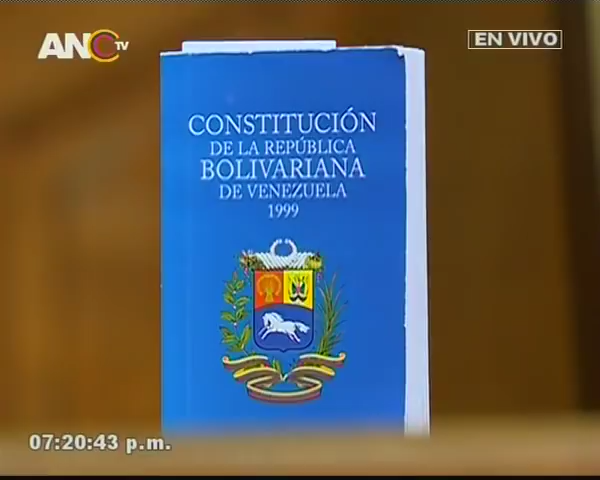 ANC TV
EN VIVO
CONSTITUCIÓN
DE LA REPÚBLICA
BOLIVARIANA
DE VENEZUELA
1999
07:20:43 p.m.